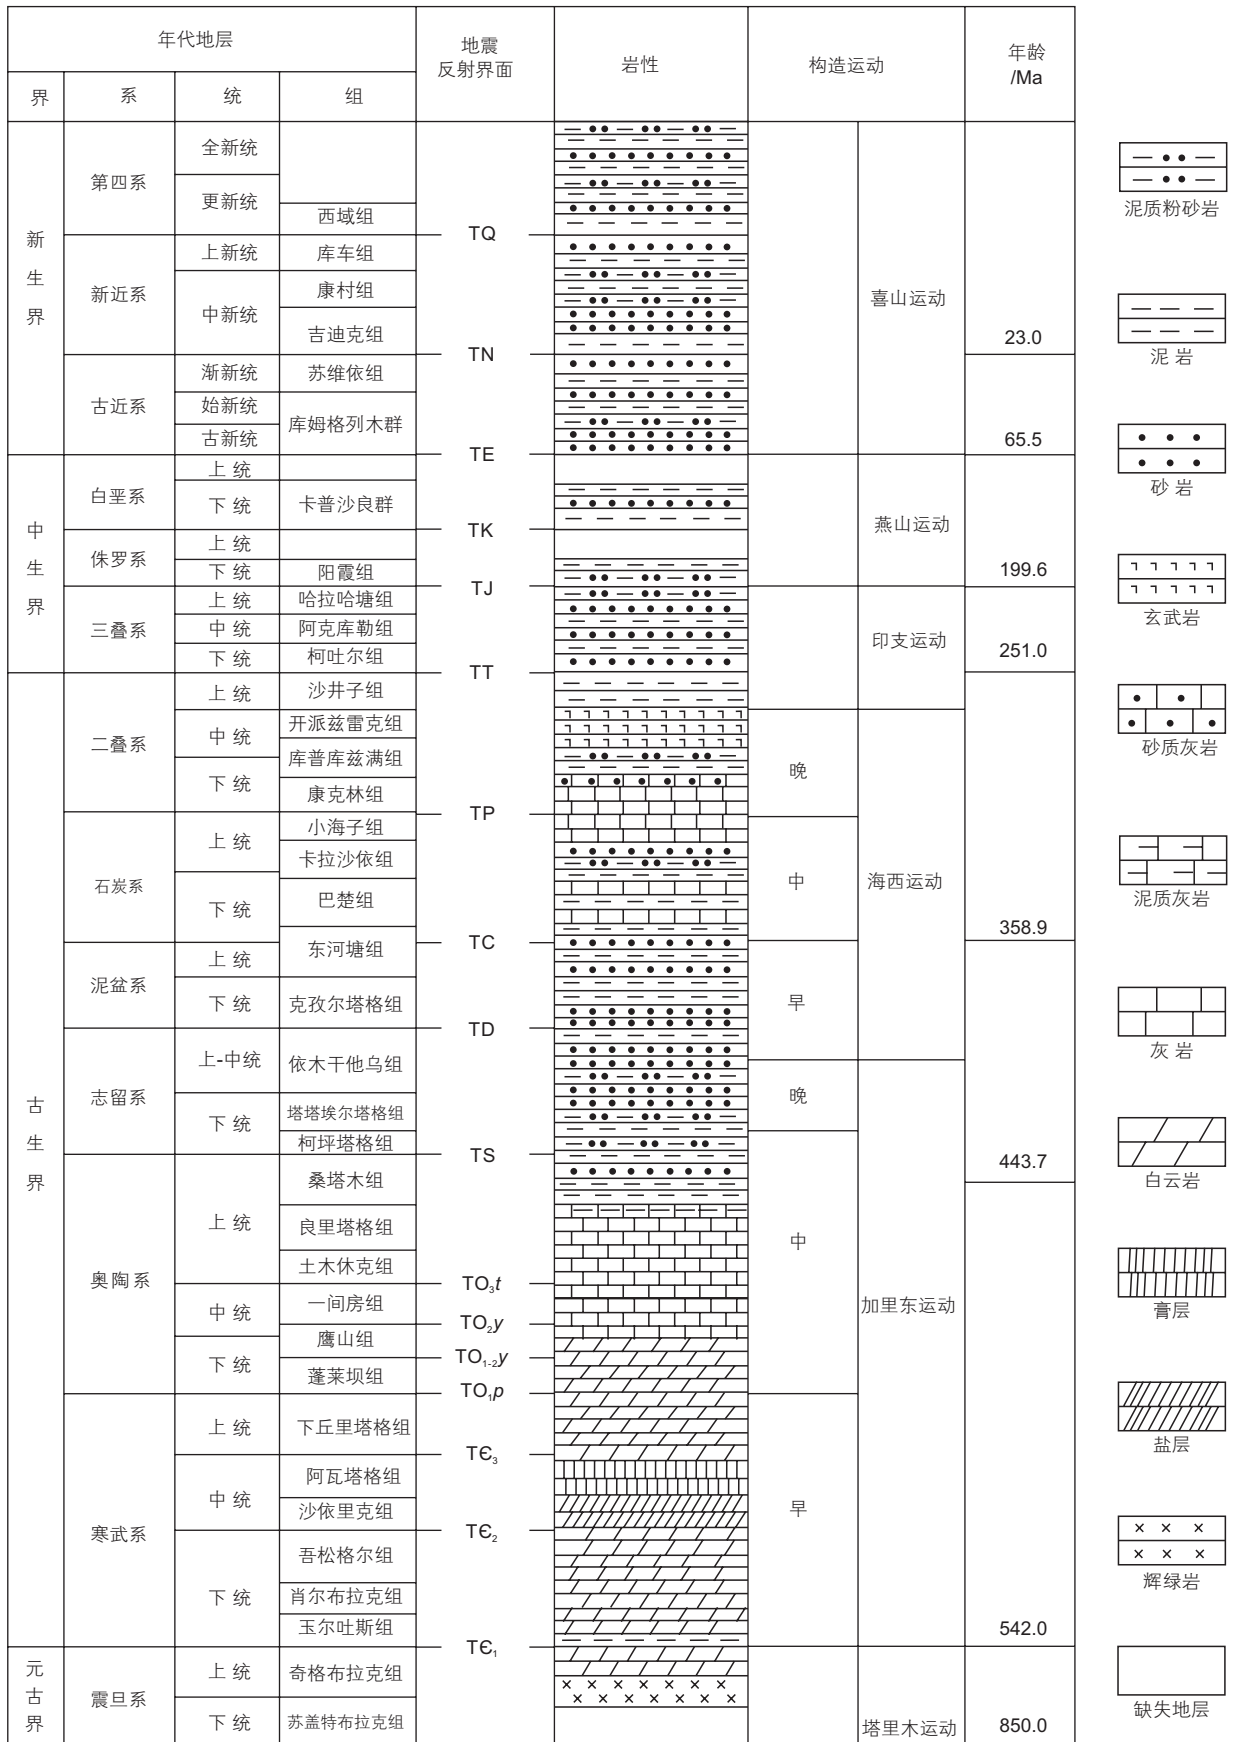 年代地层
地震
反射界面
岩性
构造运动
年龄
/Ma
界
系
统
组
新
生
界
第四系
全新统
更新统
西域组
TQ
新近系
上新统
库车组
中新统
康村组
吉迪克组
TN
喜山运动
23.0
古近系
渐新统
苏维依组
始新统
库姆格列木群
古新统
TE
65.5
中
生
界
白垩系
上 统
下 统
卡普沙良群
TK
燕山运动
侏罗系
上 统
下 统
阳霞组
TJ
199.6
三叠系
上 统
哈拉哈塘组
中 统
阿克库勒组
下 统
柯吐尔组
TT
印支运动
251.0
古
生
界
二叠系
上 统
沙井子组
中 统
开派兹雷克组
库普库兹满组
下 统
康克林组
TP
晚
石炭系
上 统
小海子组
卡拉沙依组
下 统
巴楚组
东河塘组
TC
中
海西运动
358.9
泥盆系
上 统
下 统
克孜尔塔格组
TD
早
志留系
上-中统
依木干他乌组
下 统
塔塔埃尔塔格组
柯坪塔格组
TS
晚
443.7
奥陶系
上 统
桑塔木组
良里塔格组
土木休克组
TO₃t
中 统
一间房组
TO₂y
鹰山组
TO₁₋₂y
下 统
蓬莱坝组
TO₁p
中
加里东运动
寒武系
上 统
下丘里塔格组
TЄ₃
中 统
阿瓦塔格组
沙依里克组
TЄ₂
下 统
吾松格尔组
肖尔布拉克组
玉尔吐斯组
TЄ₁
早
542.0
元
古
界
震旦系
上 统
奇格布拉克组
下 统
苏盖特布拉克组
塔里木运动
850.0
泥质粉砂岩
泥 岩
砂 岩
玄武岩
砂质灰岩
泥质灰岩
灰 岩
白云岩
膏层
盐层
辉绿岩
缺失地层